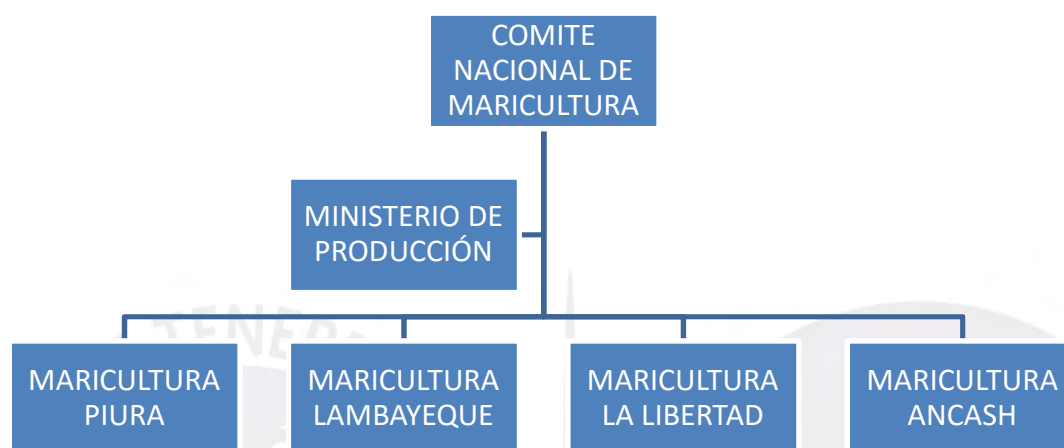 COMITE
NACIONAL DE
MARICULTURA
MINISTERIO DE
PRODUCCIÓN
MARICULTURA
PIURA
MARICULTURA
LAMBAYEQUE
MARICULTURA
LA LIBERTAD
MARICULTURA
ANCASH